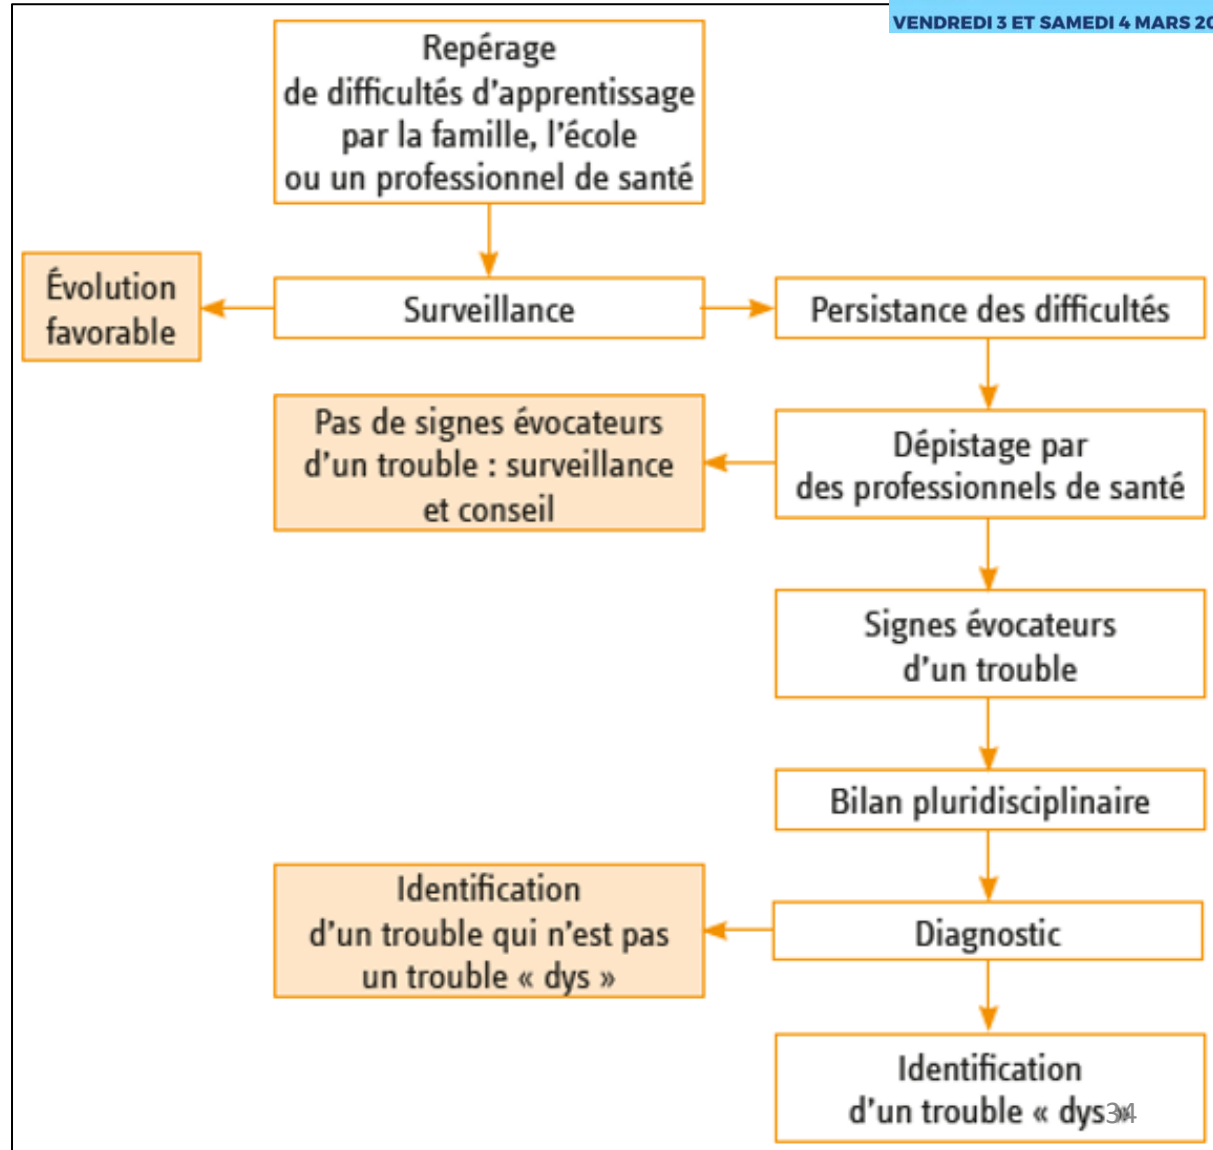 VENDREDI 3 ET SAMEDI 4 MARS 20
Repérage
de difficultés d'apprentissage
par la famille, l'école
ou un professionnel de santé
Évolution
favorable
Surveillance
Persistance des difficultés
Pas de signes évocateurs
d'un trouble : surveillance
et conseil
Dépistage par
des professionnels de santé
Signes évocateurs
d'un trouble
Bilan pluridisciplinaire
Identification
d'un trouble qui n'est pas
un trouble « dys »
Diagnostic
Identification
d'un trouble « dys »
34